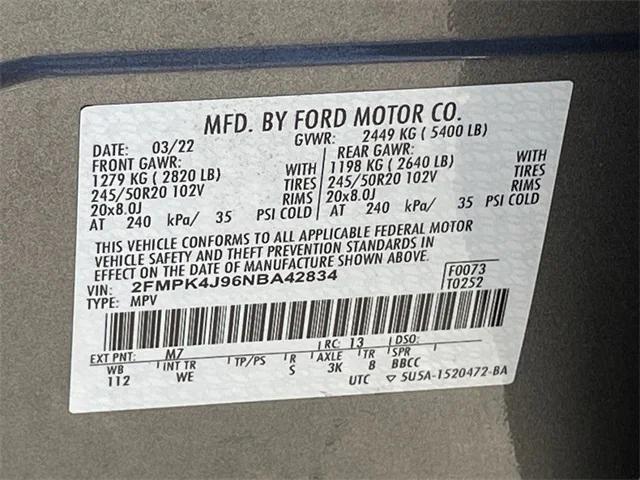 MFD. BY FORD MOTOR CO.
DATE: 03/22 GVWR: 2449 KG ( 5400 LB)
FRONT GAWR: REAR GAWR:
1279 KG ( 2820 LB) WITH 1198 KG ( 2640 LB) WITH
245/50R20 102V TIRES 245/50R20 102V TIRES
20x8.0J RIMS 20x8.0J RIMS
AT 240 kPa/ 35 PSI COLD AT 240 kPa/ 35 PSI COLD
THIS VEHICLE CONFORMS TO ALL APPLICABLE FEDERAL MOTOR
VEHICLE SAFETY AND THEFT PREVENTION STANDARDS IN
EFFECT ON THE DATE OF MANUFACTURE SHOWN ABOVE.
VIN: 2FMPK4J96NBA42834 F0073
TYPE: MPV T0252
EXT PNT: M7 RC: 13 DSO:
WB INT TR TP/PS R AXLE TR SPR
112 WE S 3K 8 BBCC
UTC ▽ 5U5A-1520472-BA